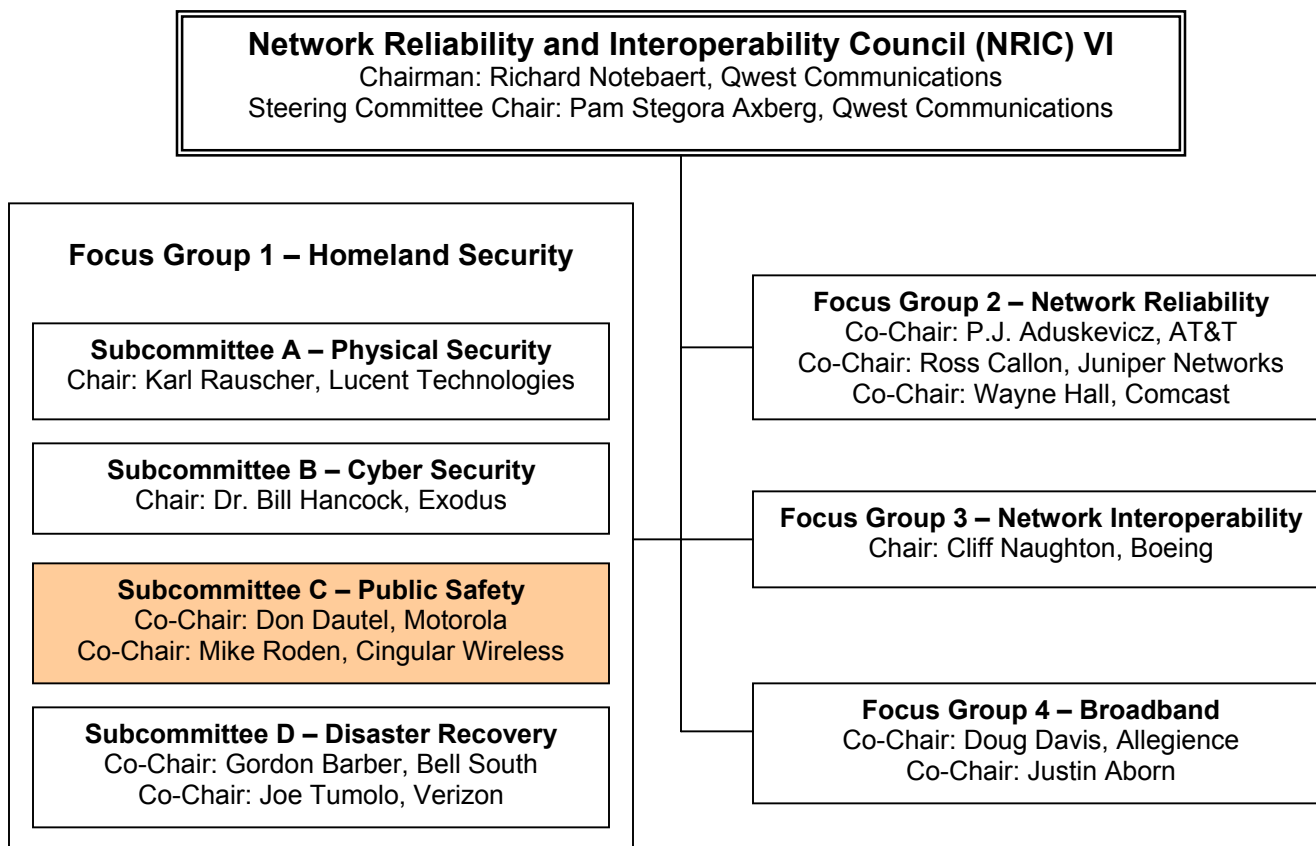 Network Reliability and Interoperability Council (NRIC) VI
Chairman: Richard Notebaert, Qwest Communications
Steering Committee Chair: Pam Stegora Axberg, Qwest Communications
Focus Group 1 – Homeland Security
Subcommittee A – Physical Security
Chair: Karl Rauscher, Lucent Technologies
Subcommittee B – Cyber Security
Chair: Dr. Bill Hancock, Exodus
Subcommittee C – Public Safety
Co-Chair: Don Dautel, Motorola
Co-Chair: Mike Roden, Cingular Wireless
Subcommittee D – Disaster Recovery
Co-Chair: Gordon Barber, Bell South
Co-Chair: Joe Tumolo, Verizon
Focus Group 2 – Network Reliability
Co-Chair: P.J. Aduskevicz, AT&T
Co-Chair: Ross Callon, Juniper Networks
Co-Chair: Wayne Hall, Comcast
Focus Group 3 – Network Interoperability
Chair: Cliff Naughton, Boeing
Focus Group 4 – Broadband
Co-Chair: Doug Davis, Allegience
Co-Chair: Justin Aborn